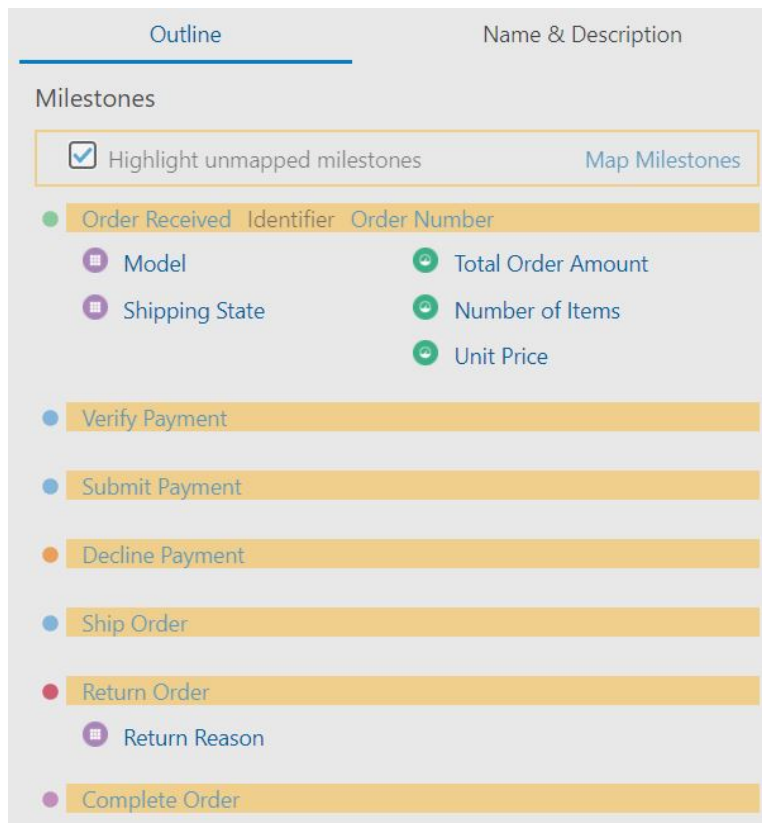 Outline Name & Description
Milestones
Highlight unmapped milestones Map Milestones
Order Received Identifier Order Number
Model Total Order Amount
Shipping State Number of Items
Unit Price
Verify Payment
Submit Payment
Decline Payment
Ship Order
Return Order
Return Reason
Complete Order